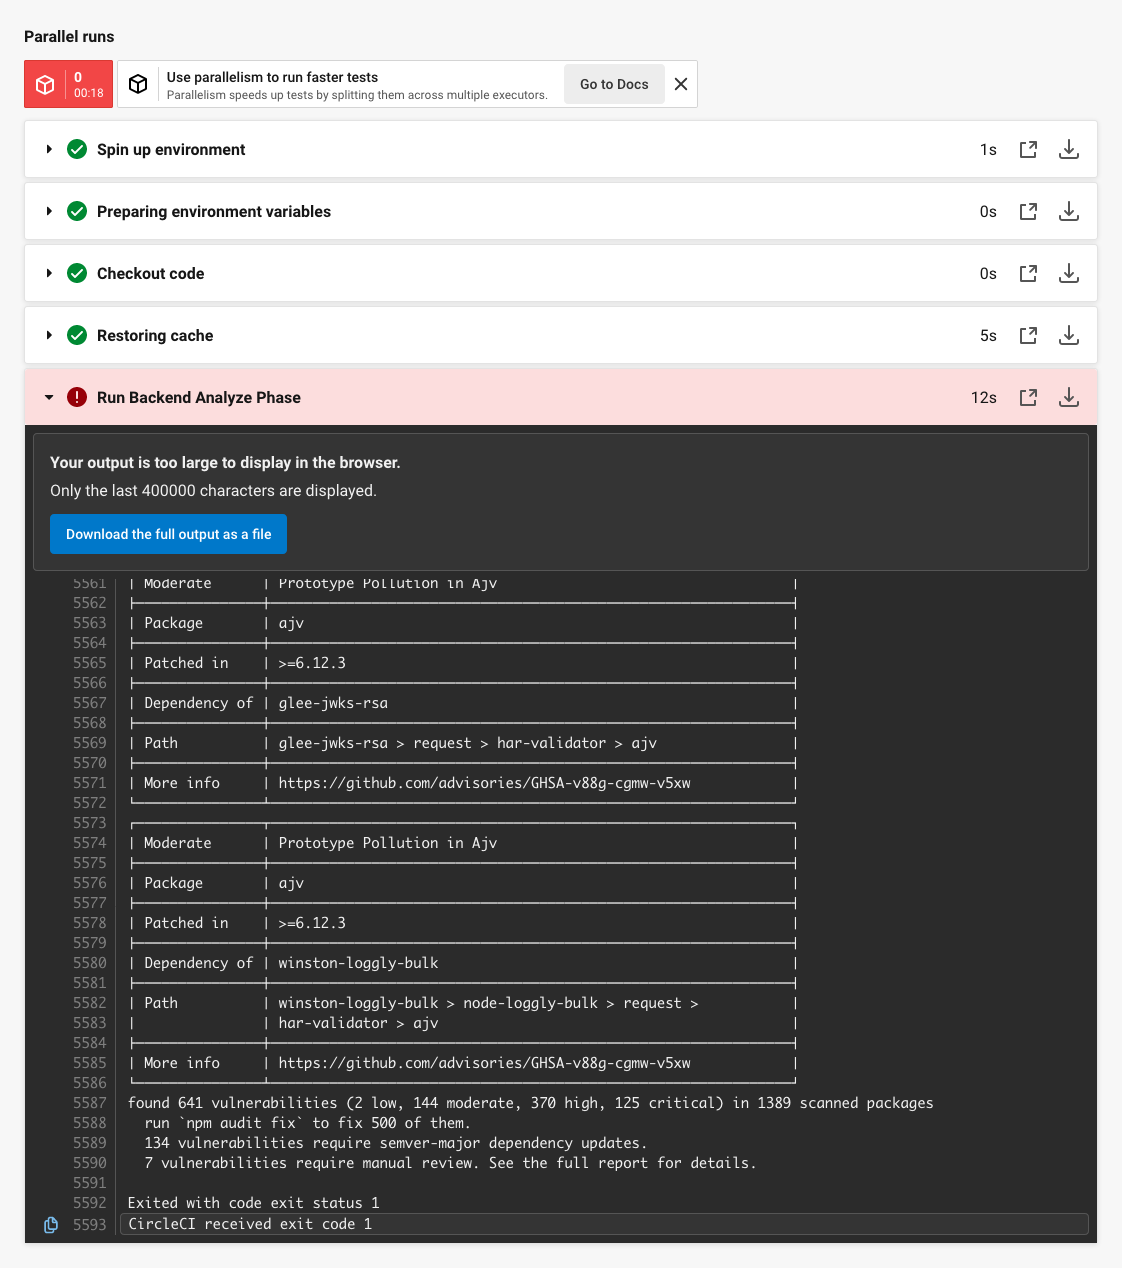 Parallel runs
0
00:18
Use parallelism to run faster tests
Parallelism speeds up tests by splitting them across multiple executors.
Go to Docs
Spin up environment 1s
Preparing environment variables 0s
Checkout code 0s
Restoring cache 5s
Run Backend Analyze Phase 12s
Your output is too large to display in the browser.
Only the last 400000 characters are displayed.
Download the full output as a file
5561 | Moderate | Prototype Pollution in Ajv |
5562
5563 | Package | ajv |
5564
5565 | Patched in | >=6.12.3 |
5566
5567 | Dependency of | glee-jwks-rsa |
5568
5569 | Path | glee-jwks-rsa > request > har-validator > ajv |
5570
5571 | More info | https://github.com/advisories/GHSA-v88g-cgmw-v5xw |
5572
5573
5574 | Moderate | Prototype Pollution in Ajv |
5575
5576 | Package | ajv |
5577
5578 | Patched in | >=6.12.3 |
5579
5580 | Dependency of | winston-loggly-bulk |
5581
5582 | Path | winston-loggly-bulk > node-loggly-bulk > request > |
5583 | | har-validator > ajv |
5584
5585 | More info | https://github.com/advisories/GHSA-v88g-cgmw-v5xw |
5586
5587 found 641 vulnerabilities (2 low, 144 moderate, 370 high, 125 critical) in 1389 scanned packages
5588 run `npm audit fix` to fix 500 of them.
5589 134 vulnerabilities require semver-major dependency updates.
5590 7 vulnerabilities require manual review. See the full report for details.
5591
5592 Exited with code exit status 1
5593 CircleCI received exit code 1